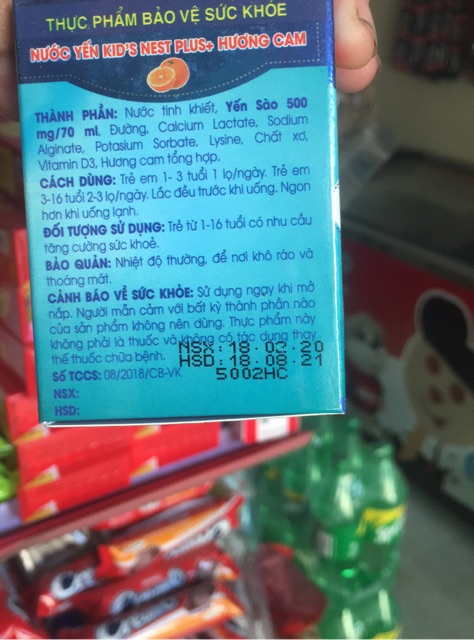 THỰC PHẨM BẢO VỆ SỨC KHỎE
NƯỚC YẾN KID'S NEST PLUS+ HƯƠNG CAM
THÀNH PHẦN: Nước tinh khiết, Yến Sào 500
mg/70 ml, Đường, Calcium Lactate, Sodium
Alginate, Potasium Sorbate, Lysine, Chất xơ,
Vitamin D3, Hương cam tổng hợp.
CÁCH DÙNG: Trẻ em 1- 3 tuổi 1 lọ/ngày. Trẻ em
3-16 tuổi 2-3 lọ/ngày. Lắc đều trước khi uống. Ngon
hơn khi uống lạnh.
ĐỐI TƯỢNG SỬ DỤNG: Trẻ từ 1-16 tuổi có nhu cầu
tăng cường sức khoẻ.
BẢO QUẢN: Nhiệt độ thường, để nơi khô ráo và
thoáng mát.
CẢNH BÁO VỀ SỨC KHỎE: Sử dụng ngay khi mở
nắp. Người mẫn cảm với bất kỳ thành phần nào
của sản phẩm không nên dùng. Thực phẩm này
không phải là thuốc và không có tác dụng thay
thế thuốc chữa bệnh.
NSX:18.02.20
HSD:18.08.21
Số TCCS: 08/2018/CB-VK
5002HC
NSX:
HSD: